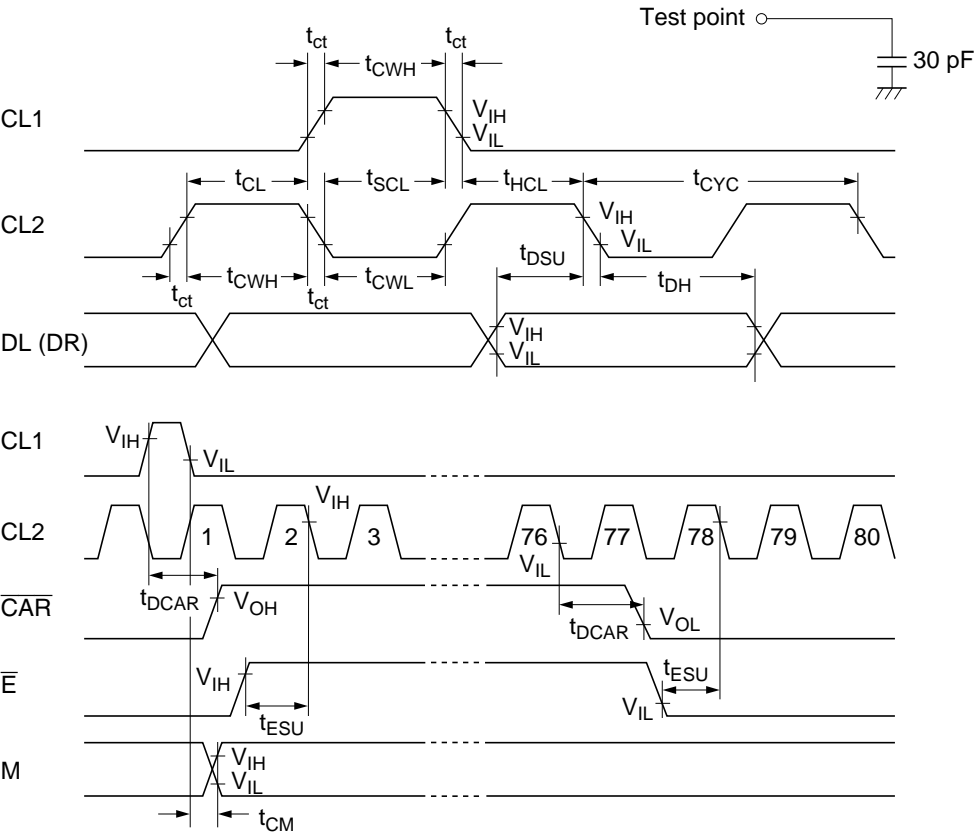 Test point
30 pF
tct tct
tCWH
CL1
VIH
VIL
tCL tSCL tHCL tCYC
CL2
VIH
VIL
tDSU
tCWH tCWL tDH
tct tct
DL (DR)
VIH
VIL
CL1
VIH
VIL
VIH
CL2
1 2 3 76 77 78 79 80
VIL
CAR
tDCAR
VOH
tDCAR
VOL
E
VIH
tESU
VIL
tESU
M
VIH
VIL
tCM